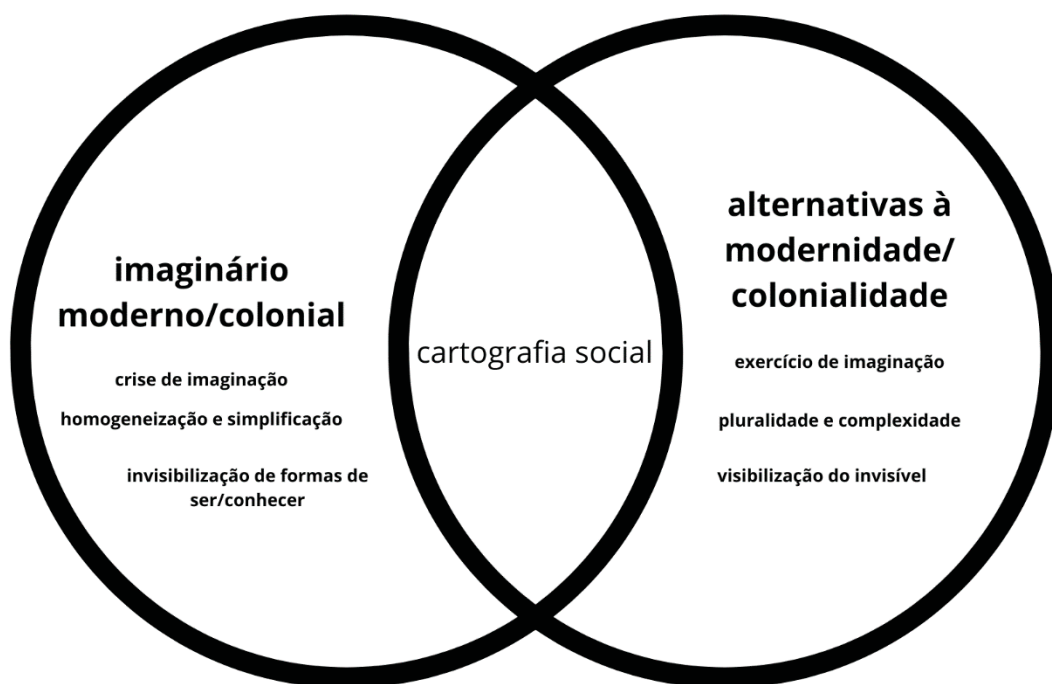 imaginário
moderno/colonial
crise de imaginação
homogeneização e simplificação
invisibilização de formas de
ser/conhecer
cartografia social
alternativas à
modernidade/
colonialidade
exercício de imaginação
pluralidade e complexidade
visibilização do invisível